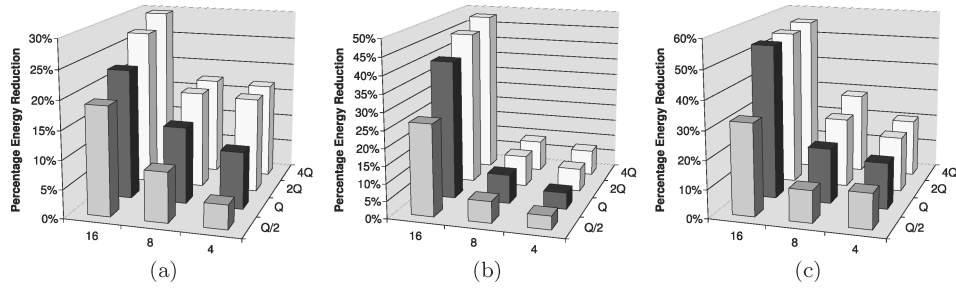 Percentage Energy Reduction
30%
25%
20%
15%
10%
5%
0%
16
8
4
Q/2
Q
2Q
4Q
(a)
Percentage Energy Reduction
50%
45%
40%
35%
30%
25%
20%
15%
10%
5%
0%
16
8
4
Q/2
Q
2Q
4Q
(b)
Percentage Energy Reduction
60%
50%
40%
30%
20%
10%
0%
16
8
4
Q/2
Q
2Q
4Q
(c)